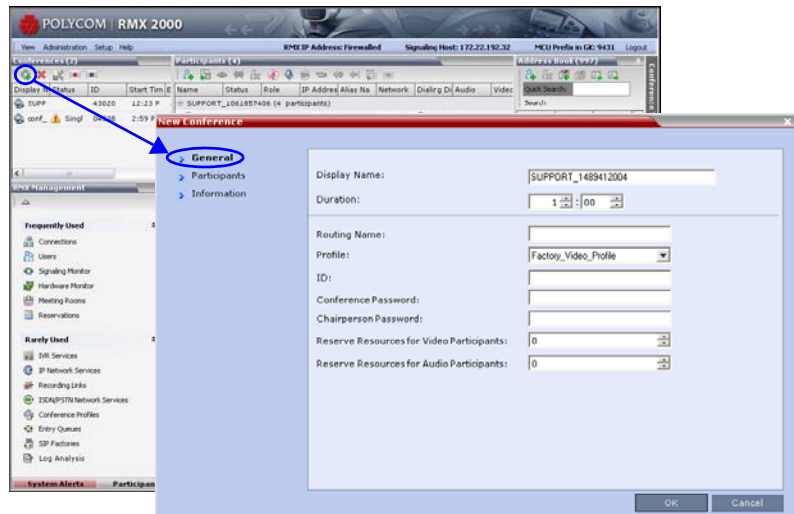 POLYCOM | RMX 2000
View Administration Setup Help RMX IP Address: Firewalled Signaling Host: 172.22.192.32 MCU Prefix in GK: 9431 Logout
Conferences (2) Participants (4) Address Book (997)
Conference
Display N Status ID Start Tim E Name Status Role IP Addres Alias Na Network Dialing Di Audio Video Quick Search:
SUPP 43020 12:23 P SUPPORT_1061857406 (4 participants) Search:
conf_ Singl 2:59 P
New Conference
General
Participants
Information
Display Name: SUPPORT_1489412004
Duration: 1 : 00
Routing Name:
Profile: Factory_Video_Profile
ID:
Conference Password:
Chairperson Password:
Reserve Resources for Video Participants: 0
Reserve Resources for Audio Participants: 0
OK Cancel
RMX Management
Frequently Used
Connections
Users
Signaling Monitor
Hardware Monitor
Meeting Rooms
Reservations
Rarely Used
IVR Services
IP Network Services
Recording Links
ISDN/PSTN Network Services
Conference Profiles
Entry Queues
SIP Factories
Log Analysis
System Alerts Participan